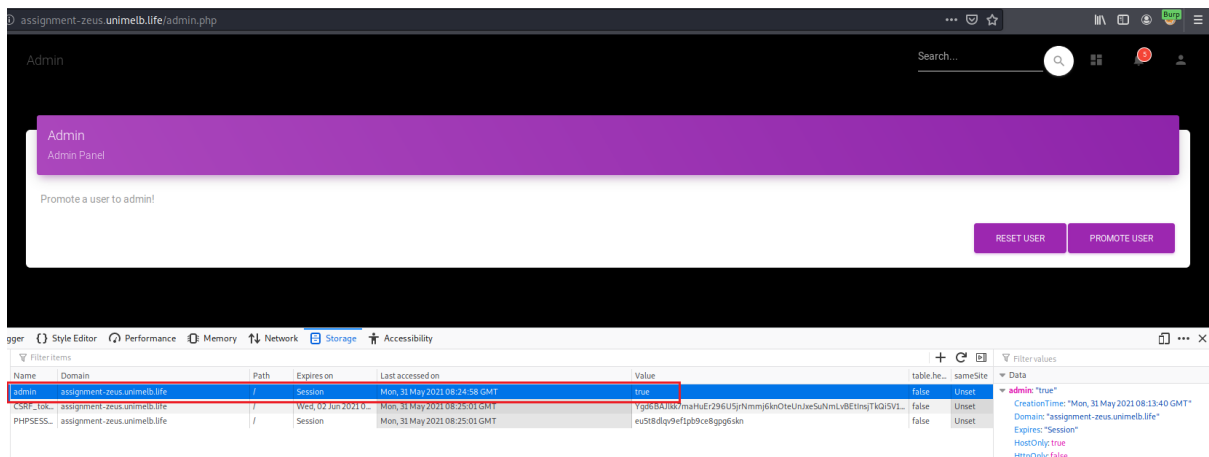 assignment-zeus.unimelb.life/admin.php
Burp
Admin
Search...
5
Admin
Admin Panel
Promote a user to admin!
RESET USER PROMOTE USER
gger {} Style Editor Performance Memory Network Storage Accessibility
Filter items Filter values
Name Domain Path Expires on Last accessed on Value table.he... sameSite Data
admin assignment-zeus.unimelb.life / Session Mon, 31 May 2021 08:24:58 GMT true false Unset admin: "true"
CSRF_tok... assignment-zeus.unimelb.life / Wed, 02 Jun 2021 0... Mon, 31 May 2021 08:25:01 GMT false Unset CreationTime: "Mon, 31 May 2021 08:13:40 GMT"
PHPSESS... assignment-zeus.unimelb.life / Session Mon, 31 May 2021 08:25:01 GMT eu5t8dlqv9ef1pb9ce8gpg6skn false Unset Domain: "assignment-zeus.unimelb.life"
Expires: "Session"
HostOnly: true
HttpOnly: false